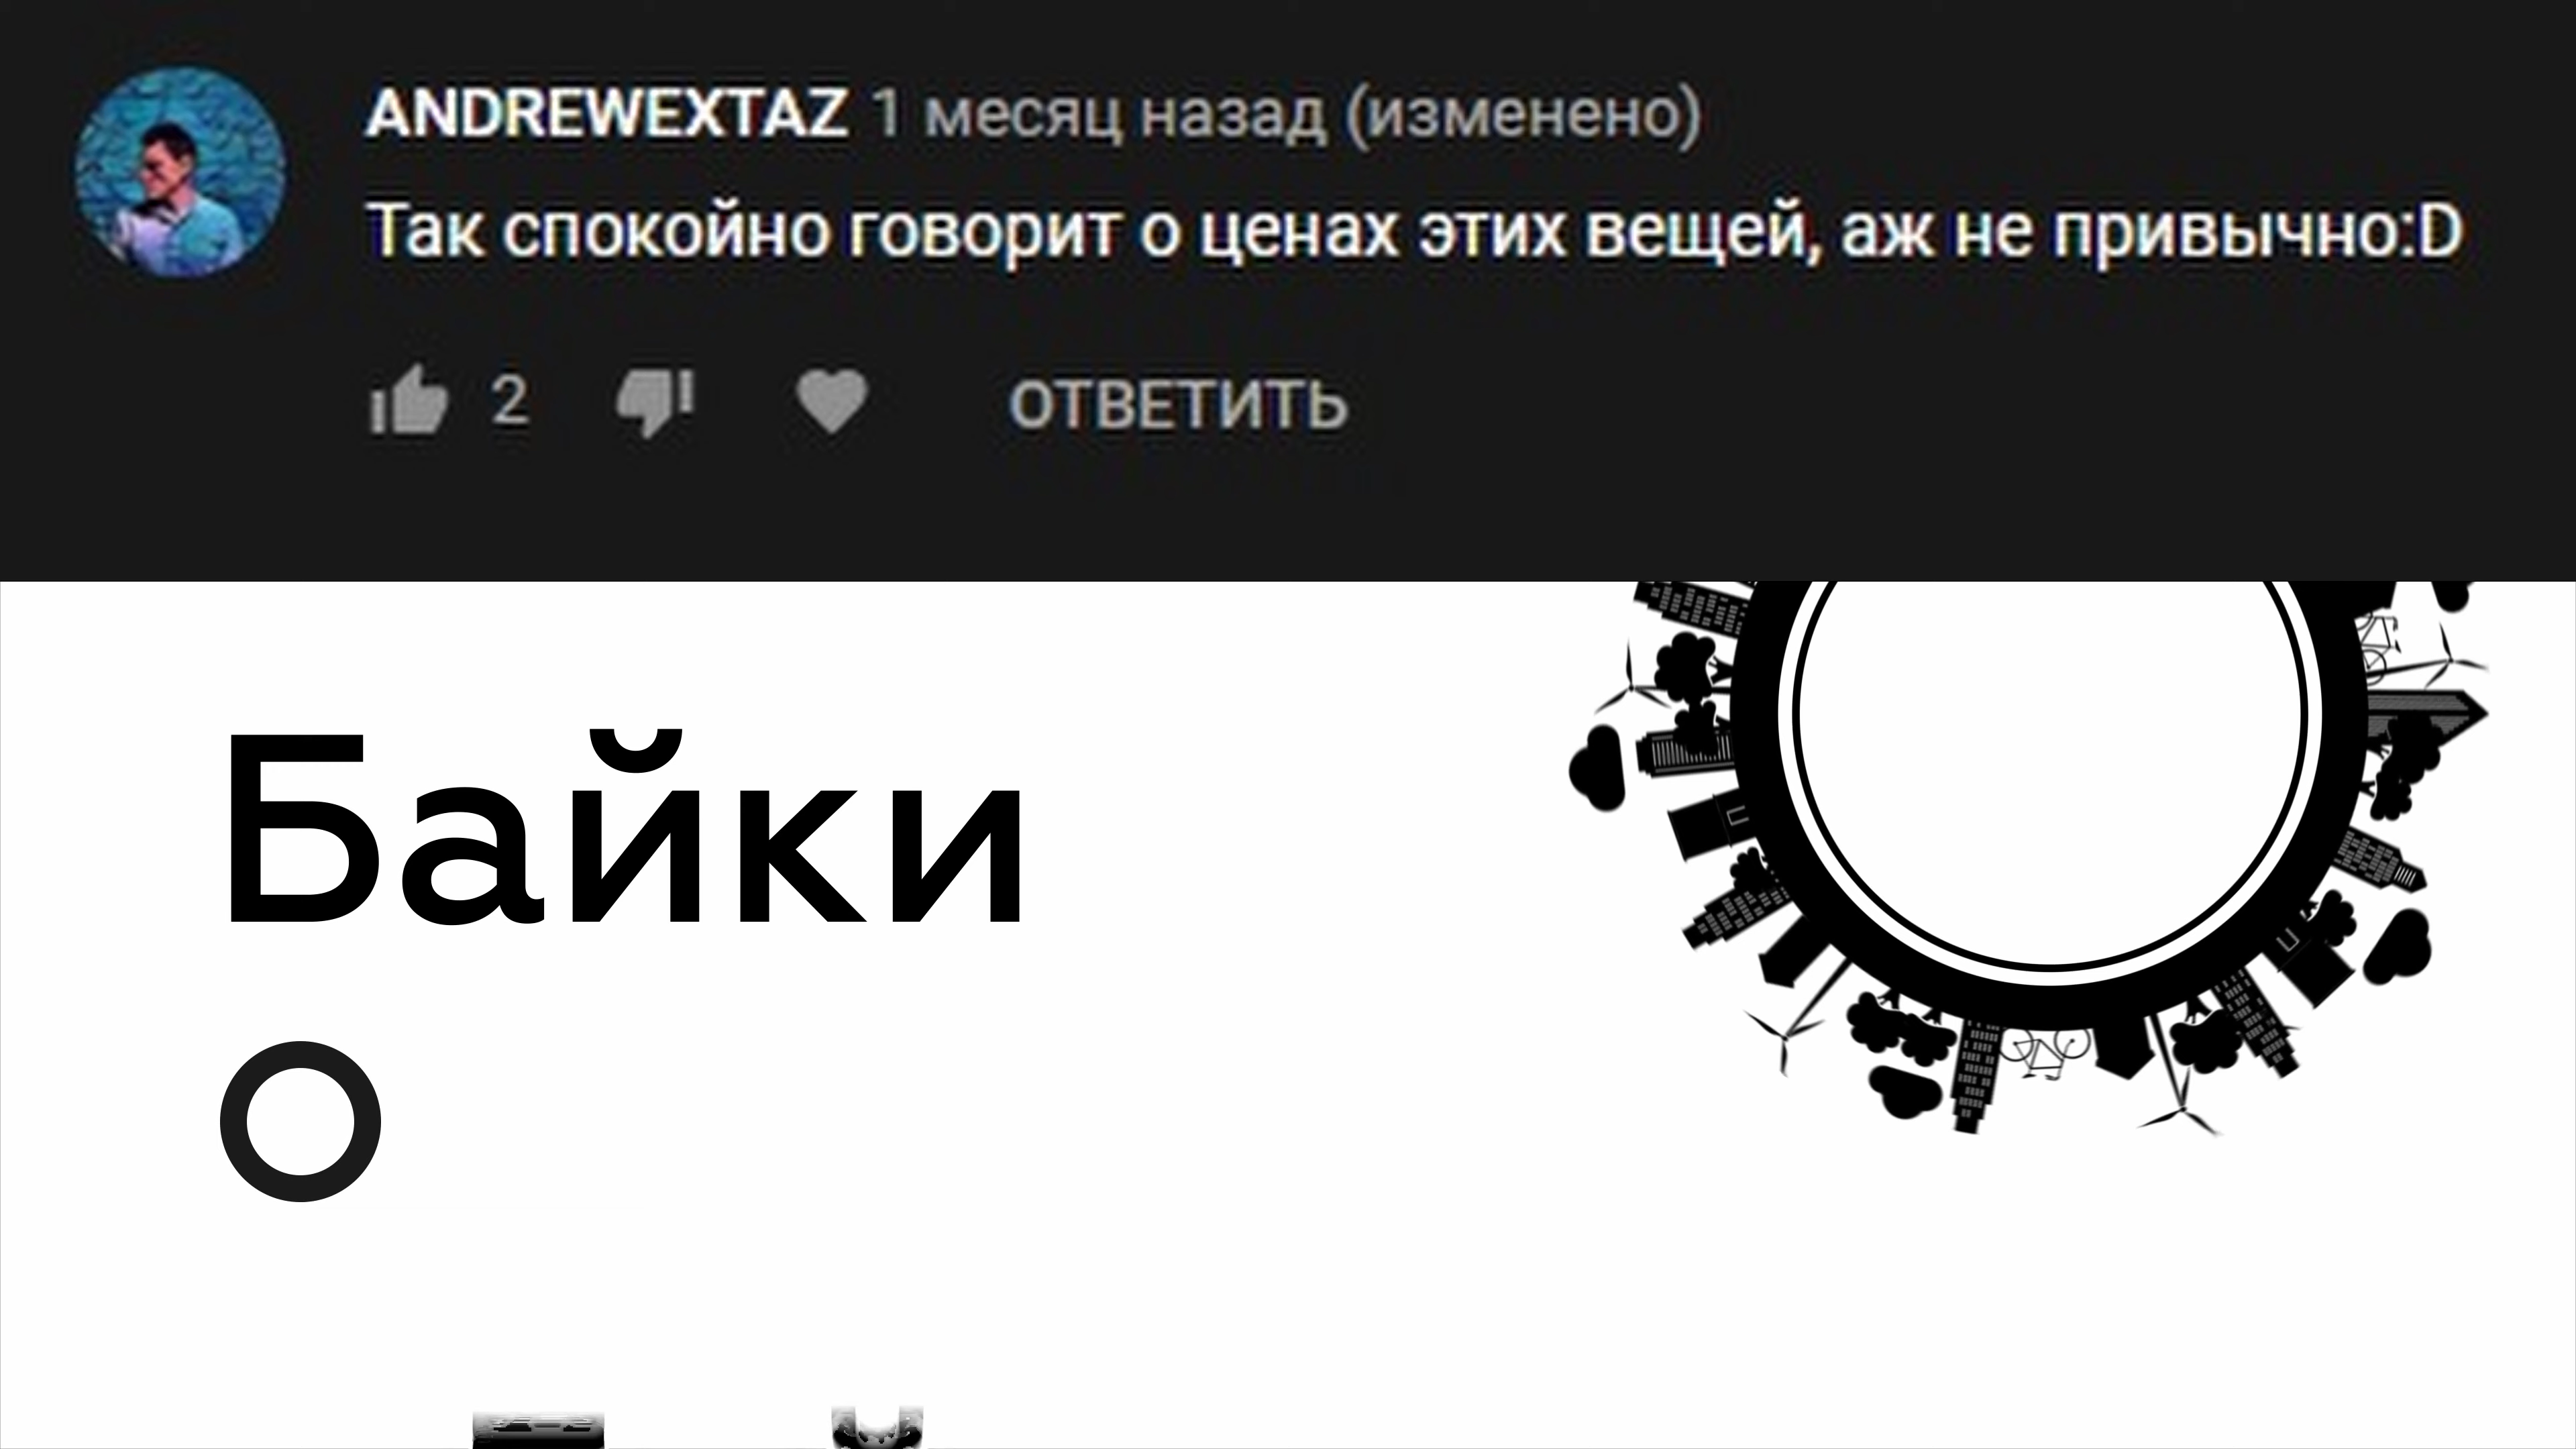 ANDREWEXTAZ 1 месяц назад (изменено)
Так спокойно говорит о ценах этих вещей, аж не привычно:D
2 ОТВЕТИТЬ
Байки
о